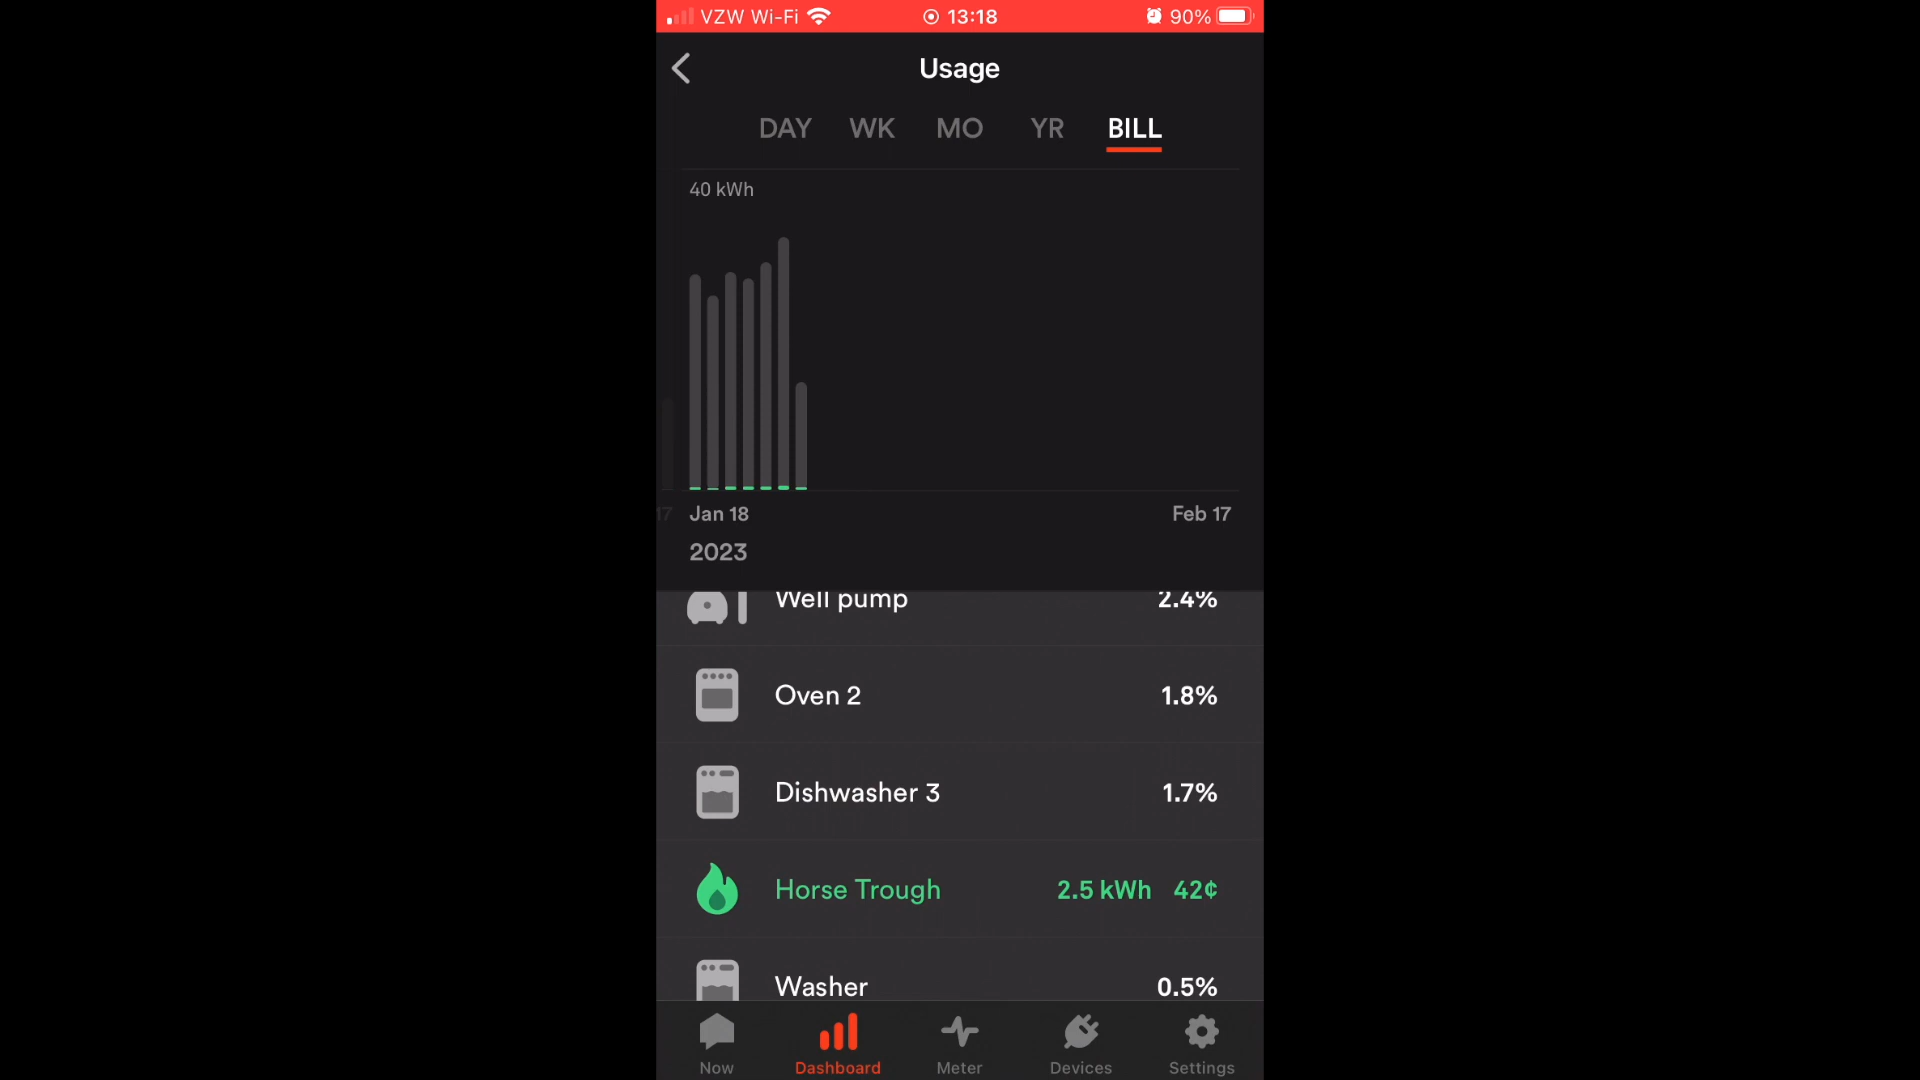 VZW Wi-Fi 13:18 90%
Usage
DAY WK MO YR BILL
40 kWh
17 Jan 18 Feb 17
2023
Well pump 2.4%
Oven 2 1.8%
Dishwasher 3 1.7%
Horse Trough 2.5 kWh 42¢
Washer 0.5%
Now Dashboard Meter Devices Settings